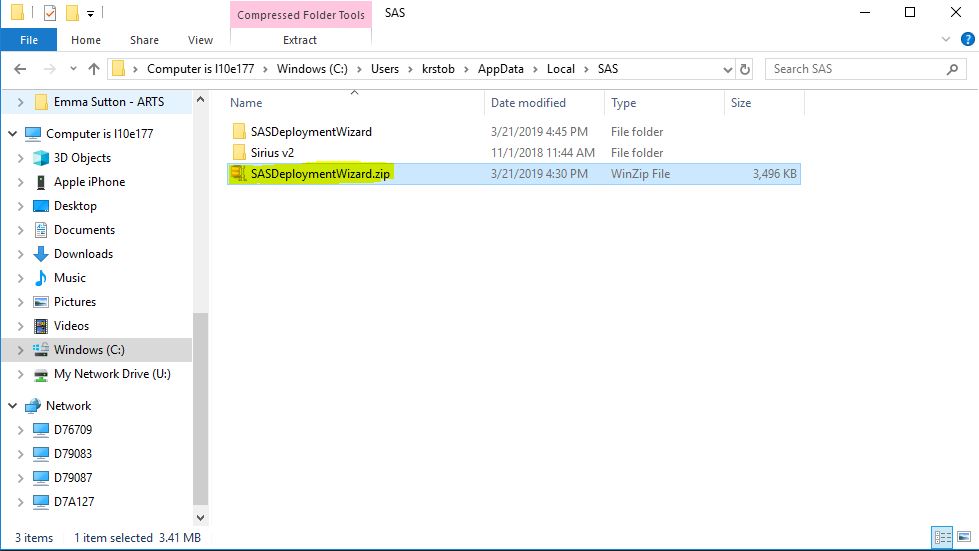 Compressed Folder Tools SAS
File Home Share View Extract
Computer is l10e177 Windows (C:) Users krstob AppData Local SAS Search SAS
Name Date modified Type Size
SASDeploymentWizard 3/21/2019 4:45 PM File folder
Sirius v2 11/1/2018 11:44 AM File folder
SASDeploymentWizard.zip 3/21/2019 4:30 PM WinZip File 3,496 KB
Emma Sutton - ARTS
Computer is l10e177
3D Objects
Apple iPhone
Desktop
Documents
Downloads
Music
Pictures
Videos
Windows (C:)
My Network Drive (U:)
Network
D76709
D79083
D79087
D7A127
3 items 1 item selected 3.41 MB